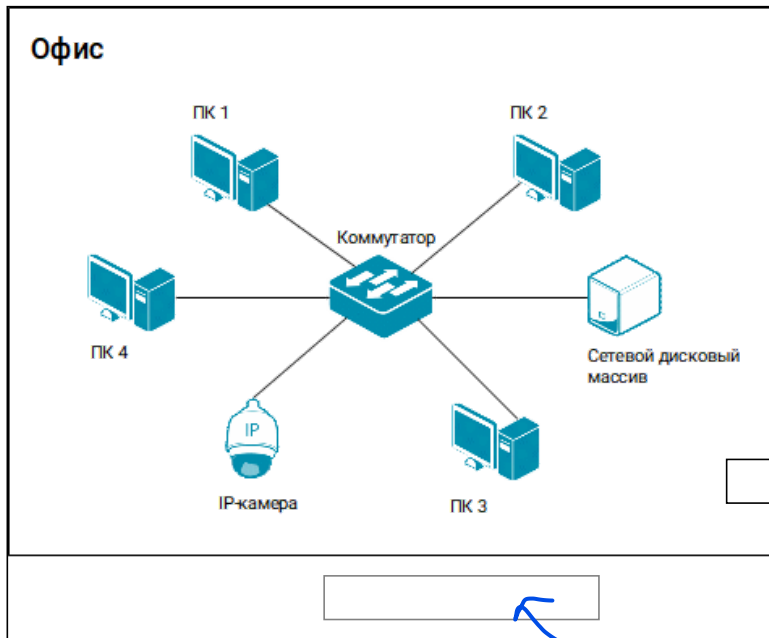 Офис
ПК 1
ПК 2
Коммутатор
ПК 4
Сетевой дисковый
массив
IP
IP-камера
ПК 3